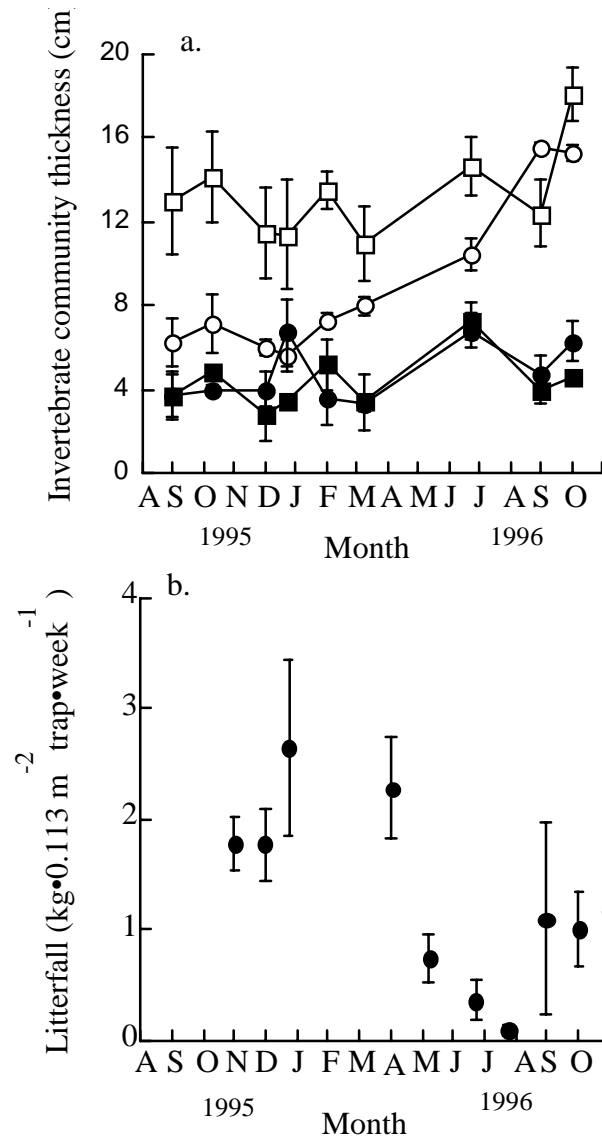 a.
Invertebrate community thickness (cm)
20
16
12
8
4
0
A S O N D J F M A M J J A S O
1995 1996
Month
b.
Litterfall (kg•0.113 m-2 trap•week-1)
4
3
2
1
0
A S O N D J F M A M J J A S O
1995 1996
Month